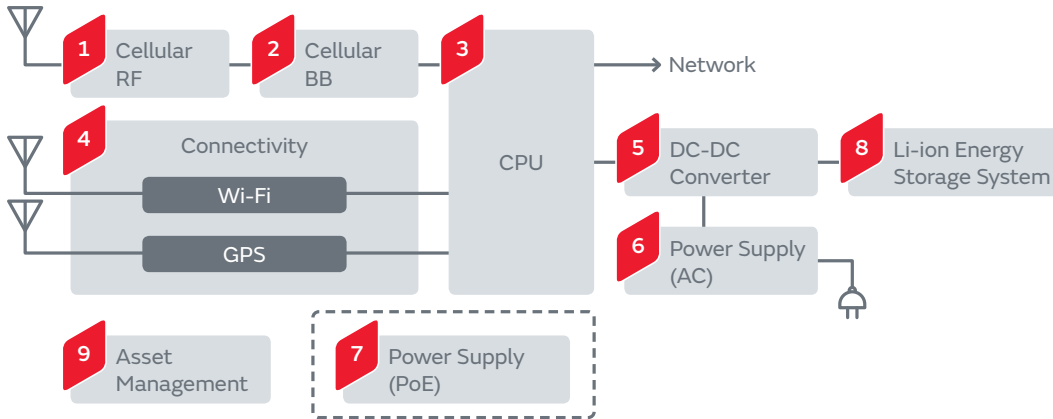 1 Cellular
RF
2 Cellular
BB
3
Network
4
Connectivity
Wi-Fi
GPS
CPU
5 DC-DC
Converter
8 Li-ion Energy
Storage System
6 Power Supply
(AC)
9 Asset
Management
7 Power Supply
(PoE)